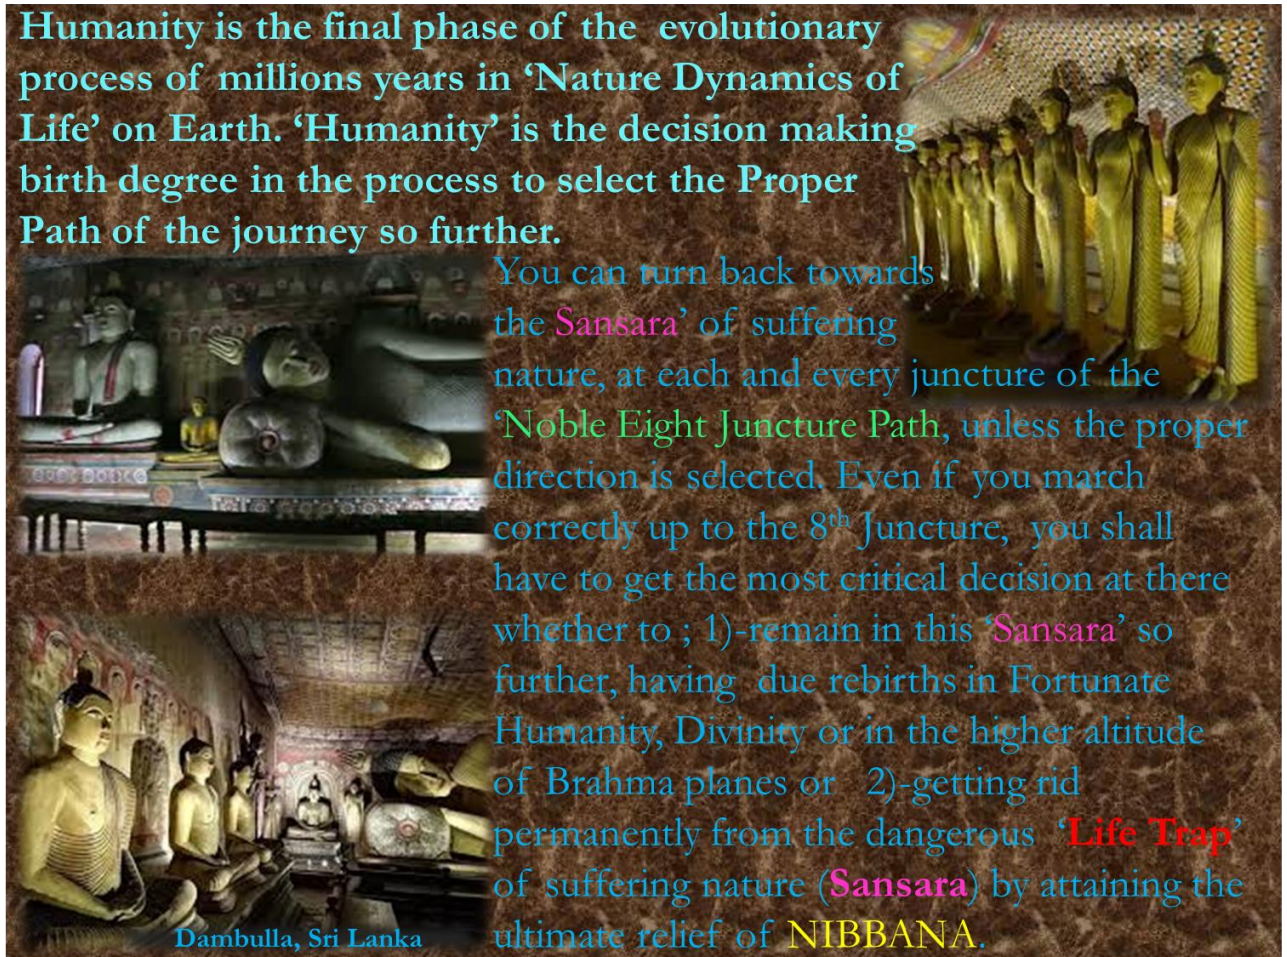 Humanity is the final phase of the evolutionary
process of millions years in ‘Nature Dynamics of
Life’ on Earth. ‘Humanity’ is the decision making
birth degree in the process to select the Proper
Path of the journey so further.
You can turn back towards
the Sansara’ of suffering
nature, at each and every juncture of the
‘Noble Eight Juncture Path, unless the proper
direction is selected. Even if you march
correctly up to the 8th Juncture, you shall
have to get the most critical decision at there
whether to ; 1)-remain in this ‘Sansara’ so
further, having due rebirths in Fortunate
Humanity, Divinity or in the higher altitude
of Brahma planes or 2)-getting rid
permanently from the dangerous ‘Life Trap’
of suffering nature (Sansara) by attaining the
ultimate relief of NIBBANA.
Dambulla, Sri Lanka